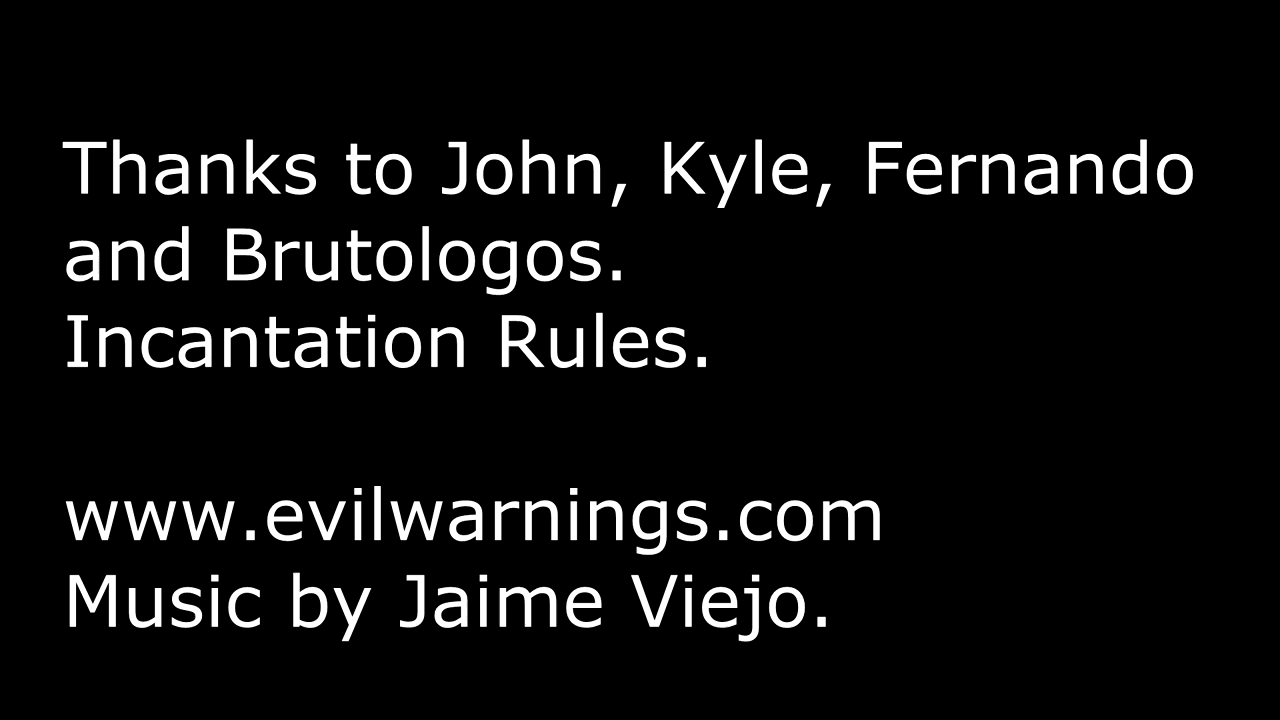 Thanks to John, Kyle, Fernando
and Brutologos.
Incantation Rules.
www.evilwarnings.com
Music by Jaime Viejo.